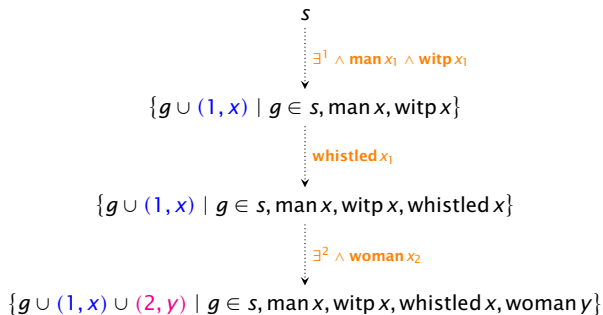 s
∃¹ ∧ man x₁ ∧ witp x₁
{g ∪ (1, x) | g ∈ s, man x, witp x}
whistled x₁
{g ∪ (1, x) | g ∈ s, man x, witp x, whistled x}
∃² ∧ woman x₂
{g ∪ (1, x) ∪ (2, y) | g ∈ s, man x, witp x, whistled x, woman y}